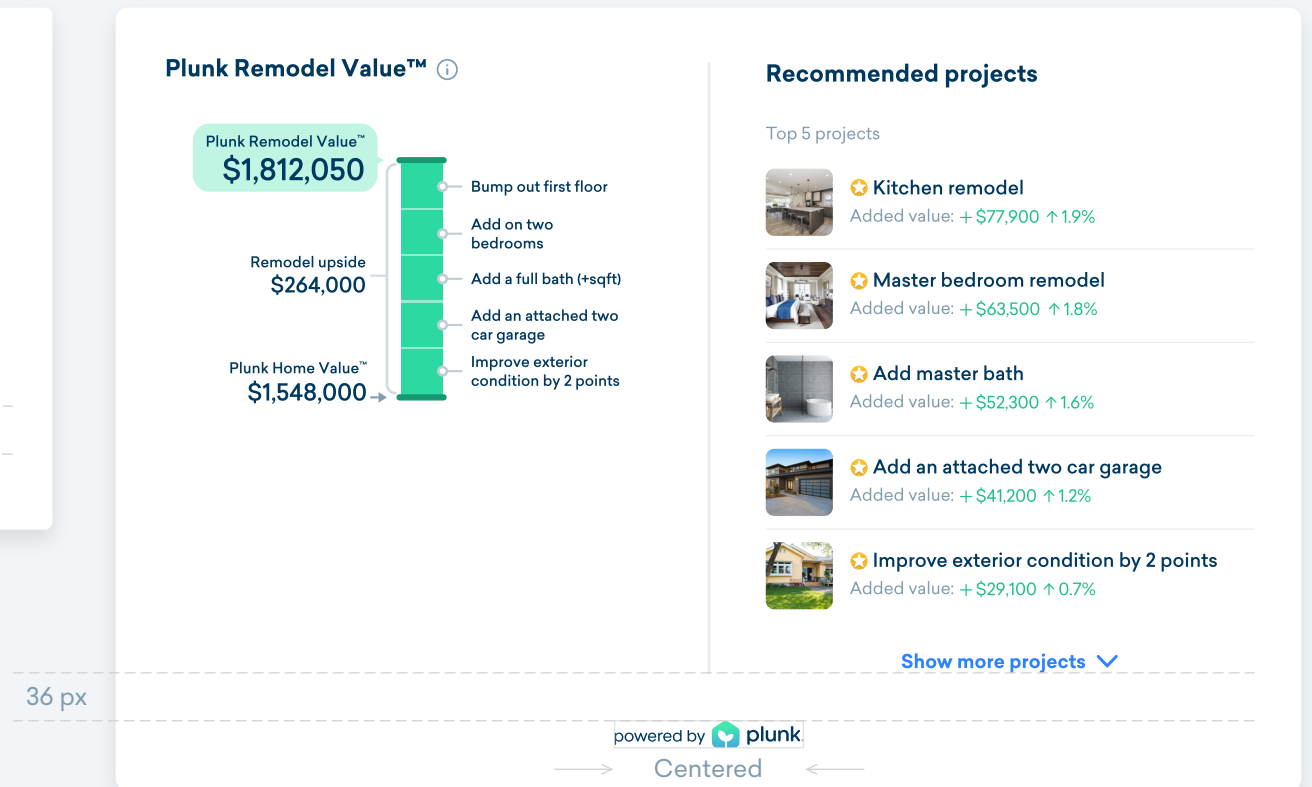 Plunk Remodel Value™
Plunk Remodel Value™
$1,812,050
Remodel upside
$264,000
Plunk Home Value™
$1,548,000
Bump out first floor
Add on two
bedrooms
Add a full bath (+sqft)
Add an attached two
car garage
Improve exterior
condition by 2 points
Recommended projects
Top 5 projects
Kitchen remodel
Added value: + $77,900 ↑ 1.9%
Master bedroom remodel
Added value: + $63,500 ↑ 1.8%
Add master bath
Added value: + $52,300 ↑ 1.6%
Add an attached two car garage
Added value: + $41,200 ↑ 1.2%
Improve exterior condition by 2 points
Added value: + $29,100 ↑ 0.7%
Show more projects
36 px
powered by plunk.
Centered